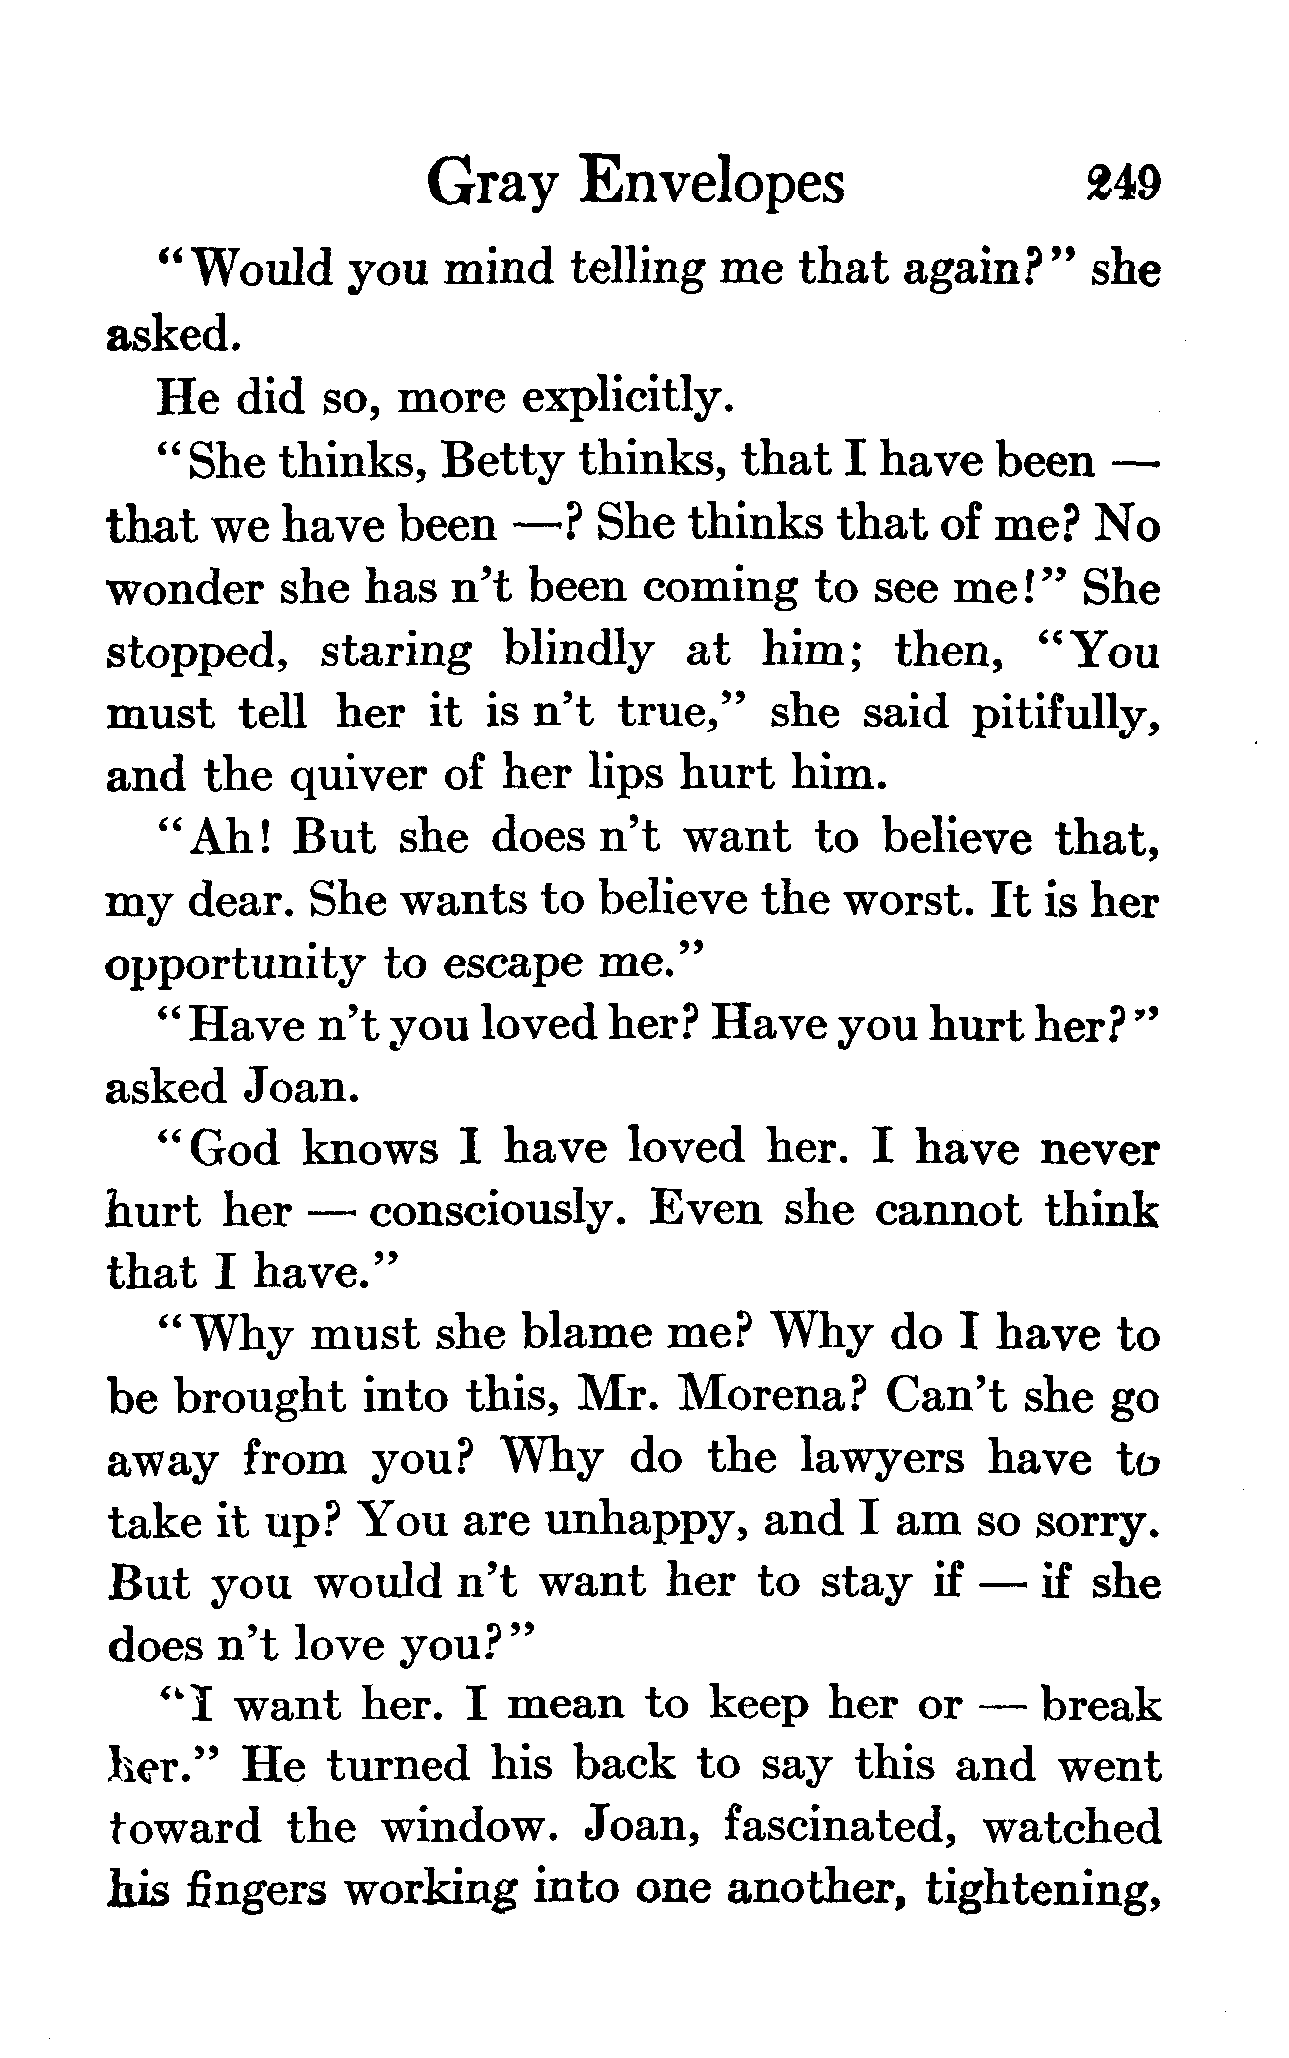 Gray Envelopes 249
"Would you mind telling me that again?" she
asked.
He did so, more explicitly.
"She thinks, Betty thinks, that I have been —
that we have been —? She thinks that of me? No
wonder she has n't been coming to see me!" She
stopped, staring blindly at him; then, "You
must tell her it is n't true," she said pitifully,
and the quiver of her lips hurt him.
"Ah! But she does n't want to believe that,
my dear. She wants to believe the worst. It is her
opportunity to escape me."
"Have n't you loved her? Have you hurt her?"
asked Joan.
"God knows I have loved her. I have never
hurt her — consciously. Even she cannot think
that I have."
"Why must she blame me? Why do I have to
be brought into this, Mr. Morena? Can't she go
away from you? Why do the lawyers have to
take it up? You are unhappy, and I am so sorry.
But you would n't want her to stay if — if she
does n't love you?"
"I want her. I mean to keep her or — break
her." He turned his back to say this and went
toward the window. Joan, fascinated, watched
his fingers working into one another, tightening,